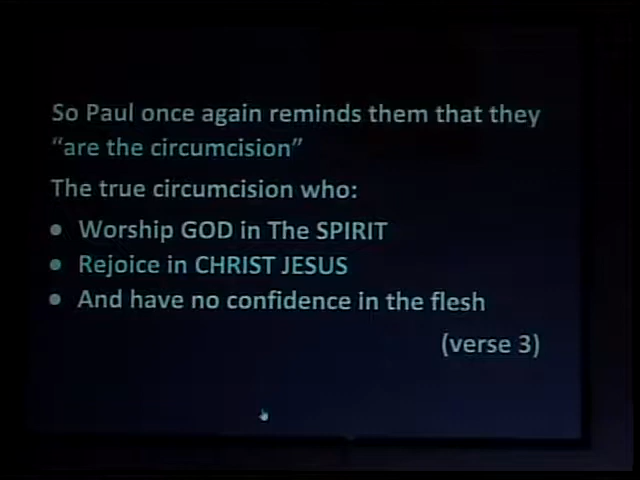 So Paul once again reminds them that they
“are the circumcision”
The true circumcision who:
• Worship GOD in The SPIRIT
• Rejoice in CHRIST JESUS
• And have no confidence in the flesh
(verse 3)